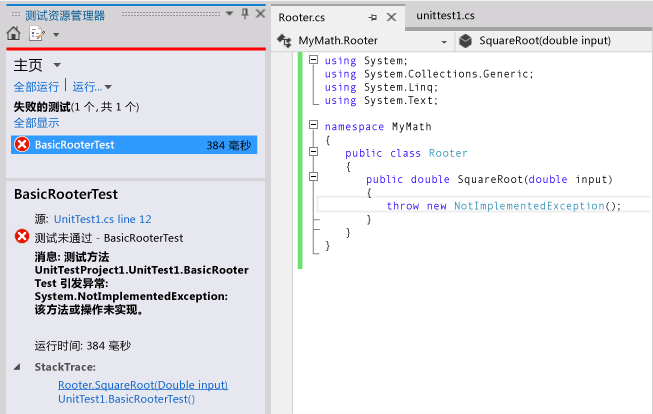 测试资源管理器
主页
全部运行 | 运行...
失败的测试(1 个, 共 1 个)
全部显示
BasicRooterTest 384 毫秒
BasicRooterTest
源: UnitTest1.cs line 12
测试未通过 - BasicRooterTest
消息: 测试方法
UnitTestProject1.UnitTest1.BasicRooter
Test 引发异常:
System.NotImplementedException:
该方法或操作未实现。
运行时间: 384 毫秒
StackTrace:
Rooter.SquareRoot(Double input)
UnitTest1.BasicRooterTest()
Rooter.cs unittest1.cs
MyMath.Rooter SquareRoot(double input)
using System;
using System.Collections.Generic;
using System.Linq;
using System.Text;
namespace MyMath
{
public class Rooter
{
public double SquareRoot(double input)
{
throw new NotImplementedException();
}
}
}